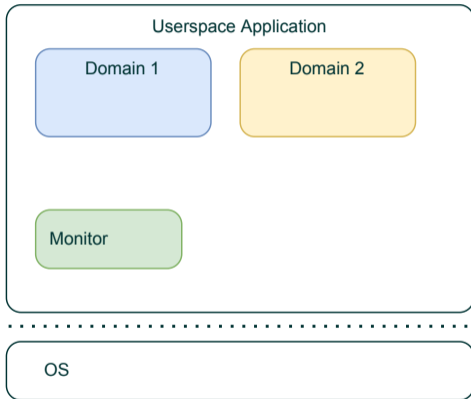 Userspace Application
Domain 1
Domain 2
Monitor
OS